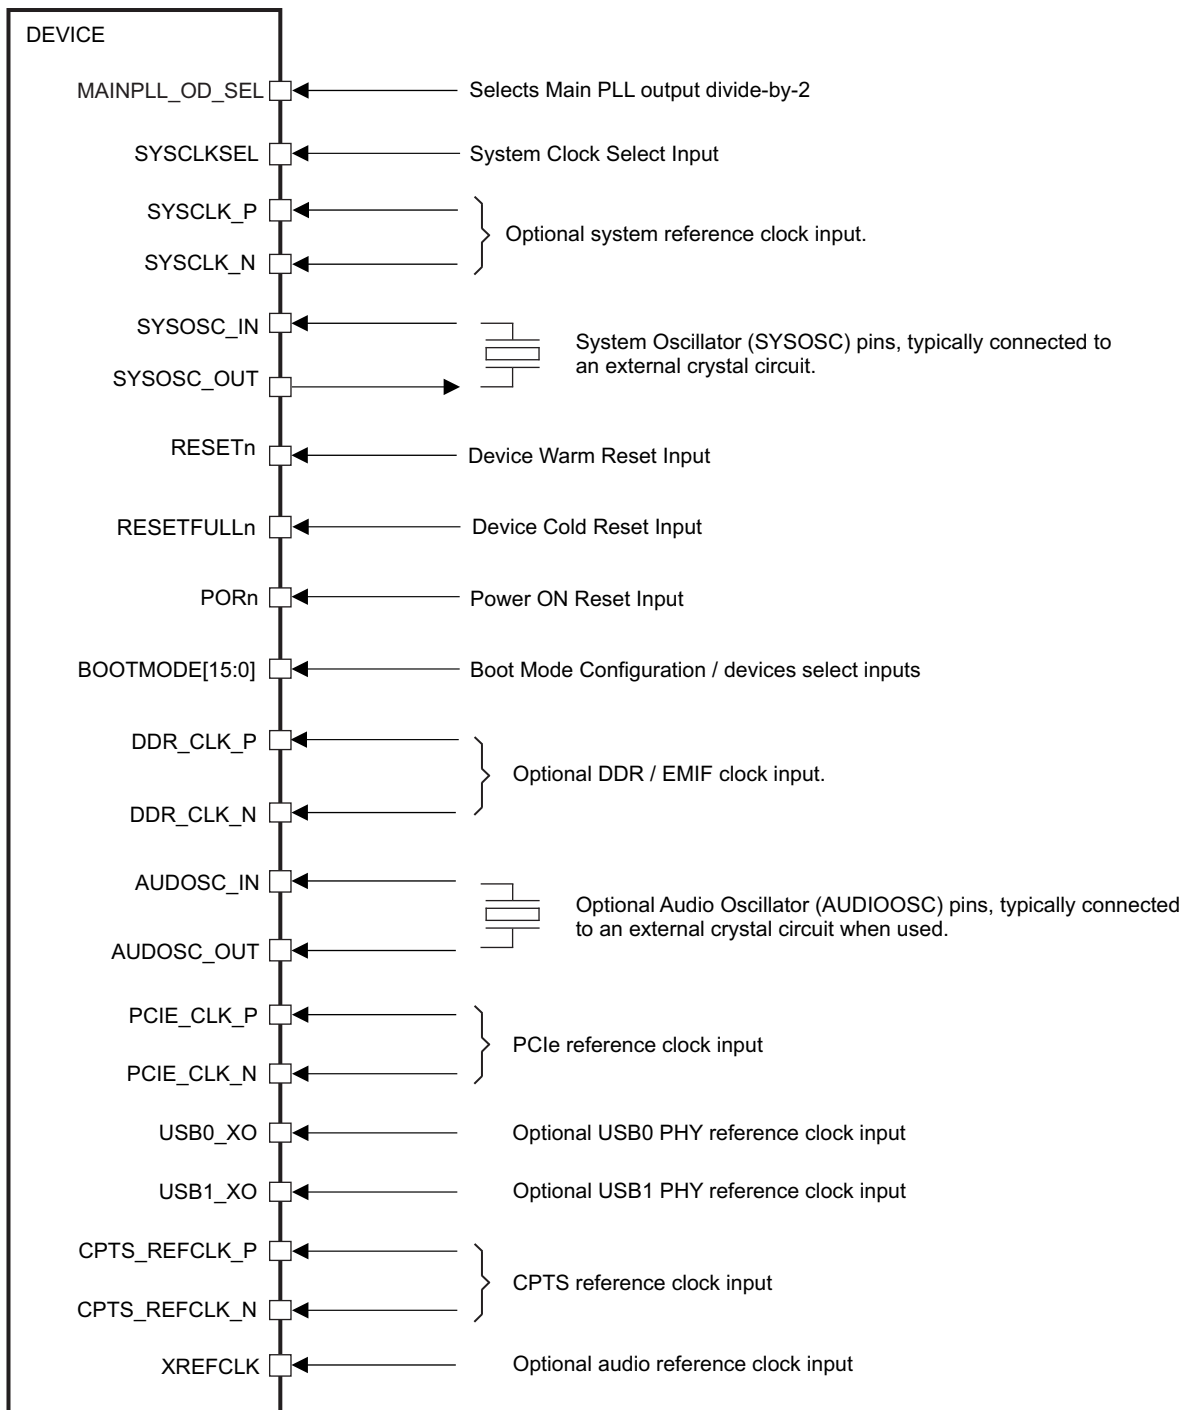 DEVICE
MAINPLL_OD_SEL
Selects Main PLL output divide-by-2
SYSCLKSEL
System Clock Select Input
SYSCLK_P
Optional system reference clock input.
SYSCLK_N
SYSOSC_IN
System Oscillator (SYSOSC) pins, typically connected to
an external crystal circuit.
SYSOSC_OUT
RESETn
Device Warm Reset Input
RESETFULLn
Device Cold Reset Input
PORn
Power ON Reset Input
BOOTMODE[15:0]
Boot Mode Configuration / devices select inputs
DDR_CLK_P
Optional DDR / EMIF clock input.
DDR_CLK_N
AUDOSC_IN
Optional Audio Oscillator (AUDIOOSC) pins, typically connected
to an external crystal circuit when used.
AUDOSC_OUT
PCIE_CLK_P
PCIe reference clock input
PCIE_CLK_N
USB0_XO
Optional USB0 PHY reference clock input
USB1_XO
Optional USB1 PHY reference clock input
CPTS_REFCLK_P
CPTS reference clock input
CPTS_REFCLK_N
XREFCLK
Optional audio reference clock input